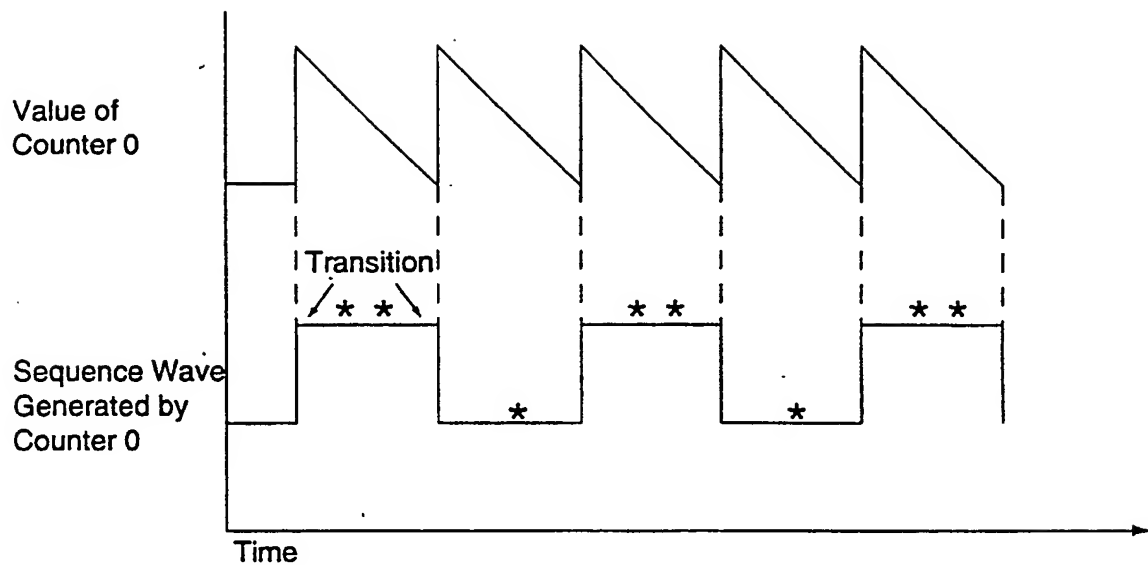 Value of
Counter 0
Transition
* * * * * *
Sequence Wave
* *
Generated by
Counter 0
Time